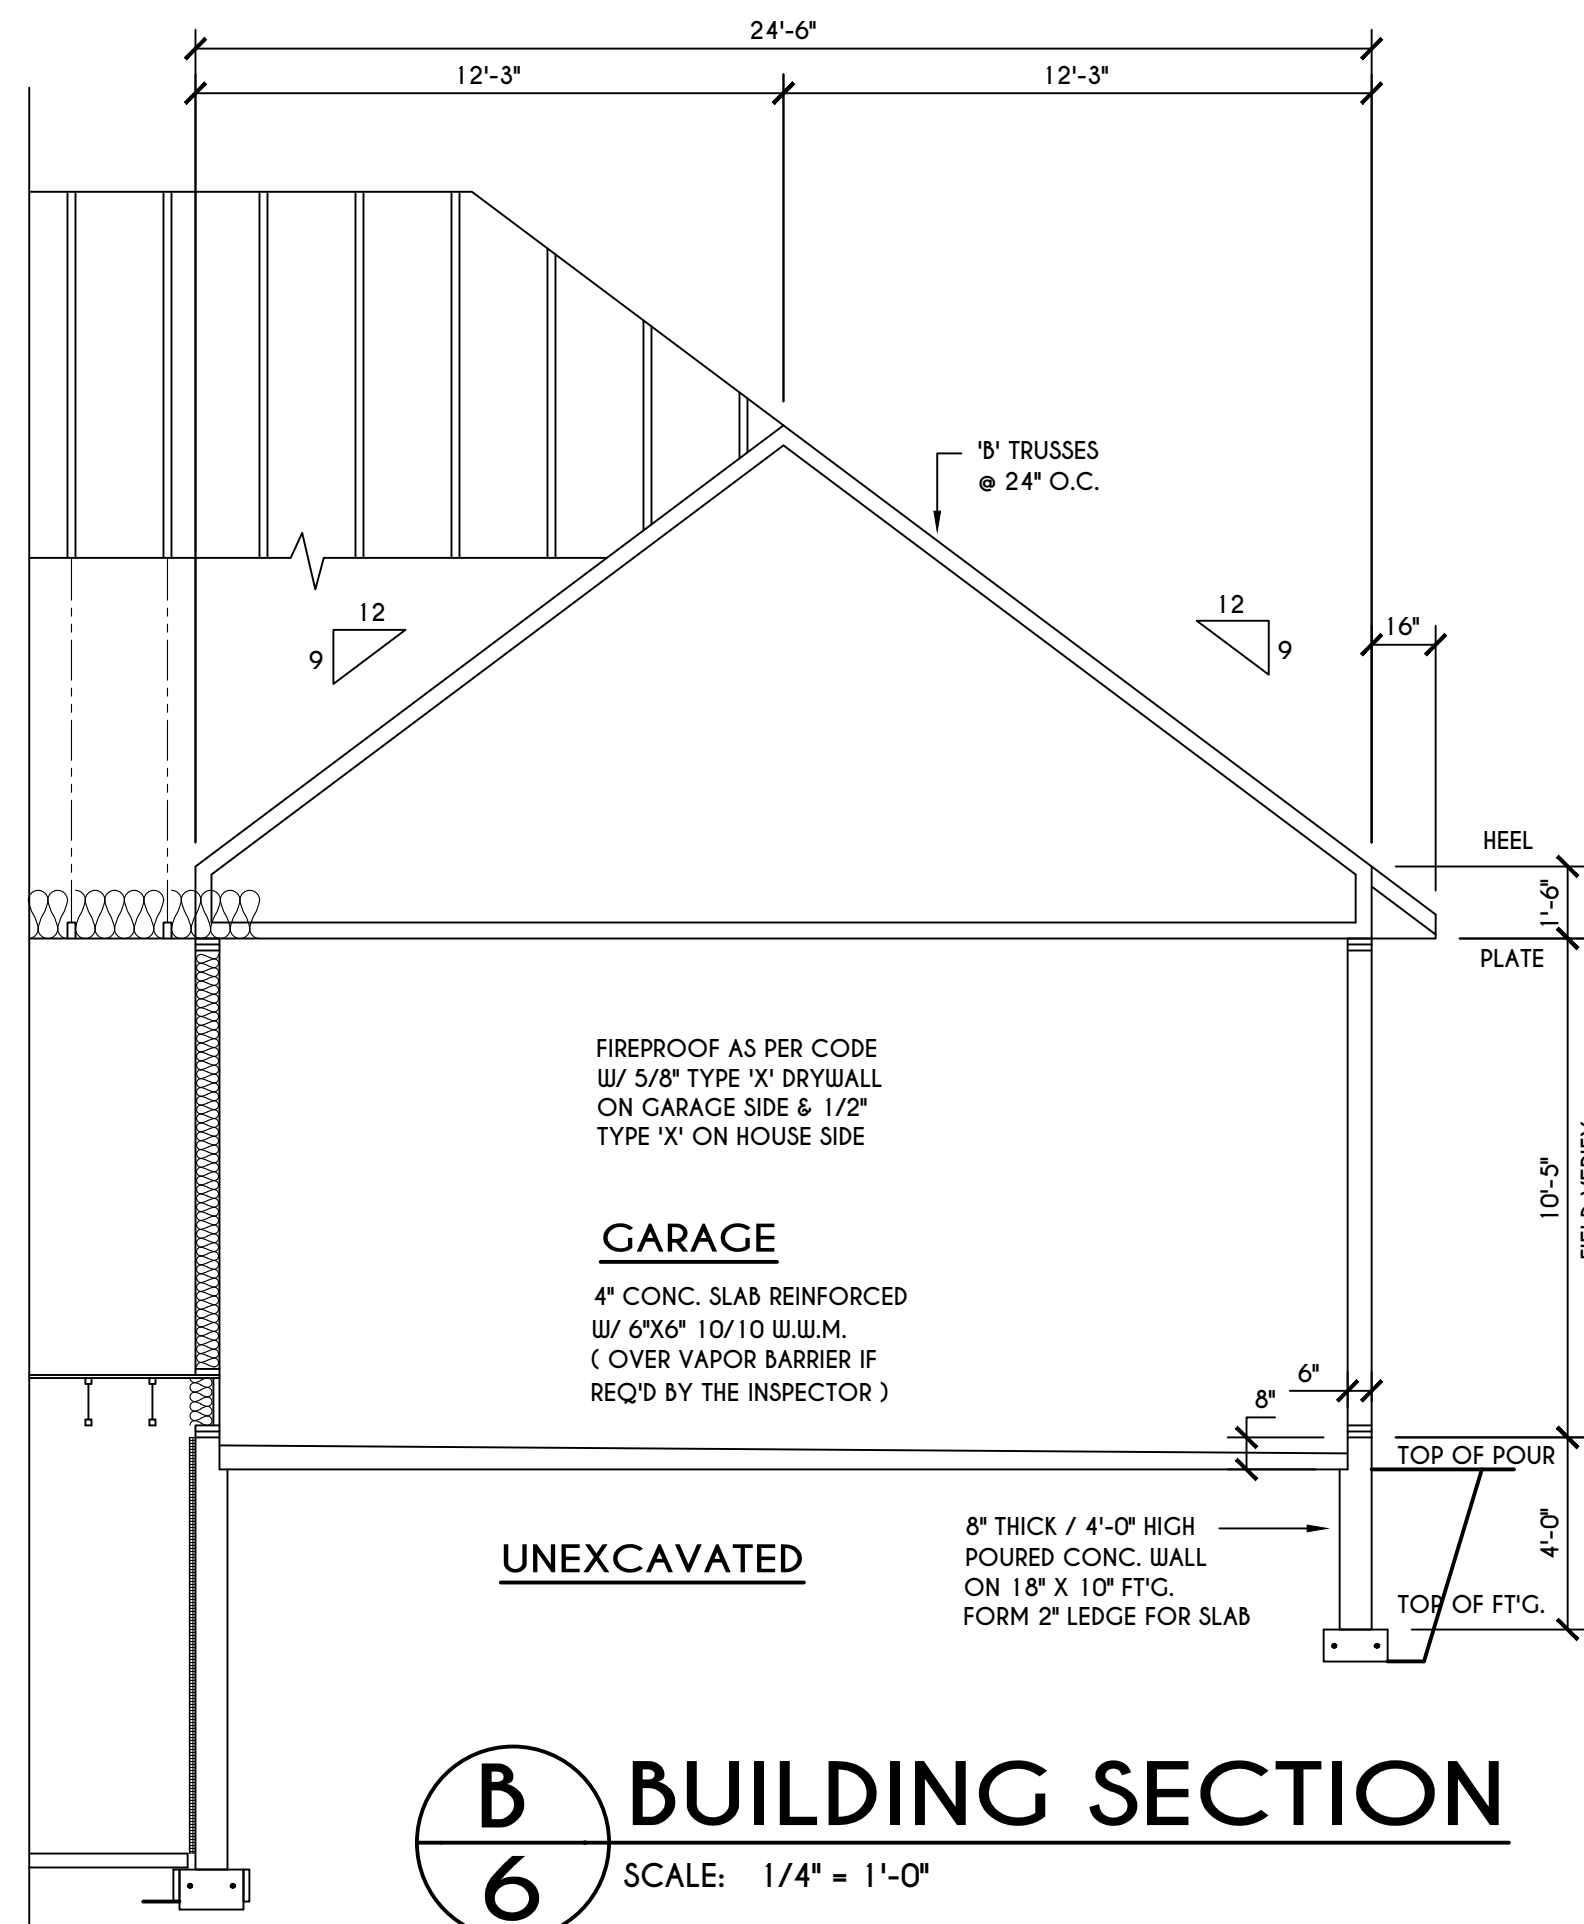 24'-6"
12'-3"
12'-3"
'B' TRUSSES
@ 24" O.C.
12
9
12
9
16"
HEEL
1'-6"
PLATE
FIREPROOF AS PER CODE
W/ 5/8" TYPE 'X' DRYWALL
ON GARAGE SIDE & 1/2"
TYPE 'X' ON HOUSE SIDE
10'-5"
FIELD VERIFY
GARAGE
4" CONC. SLAB REINFORCED
W/ 6"X6" 10/10 W.W.M.
( OVER VAPOR BARRIER IF
REQ'D BY THE INSPECTOR )
6"
8"
TOP OF POUR
4'-0"
8" THICK / 4'-0" HIGH
POURED CONC. WALL
ON 18" X 10" FT'G.
FORM 2" LEDGE FOR SLAB
UNEXCAVATED
TOP OF FT'G.
B
6
BUILDING SECTION
SCALE: 1/4" = 1'-0"